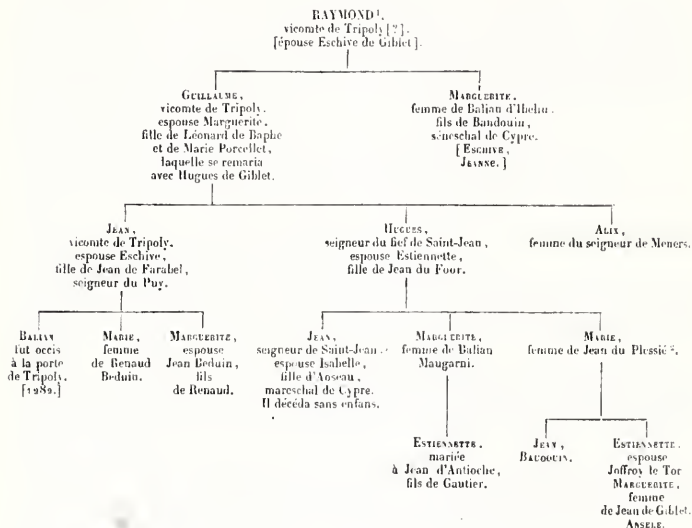 RAYMOND¹,
vicomte de Tripoly [?].
[épouse Eschive de Giblet].
GUILLAUME,
vicomte de Tripoly.
espouse Marguerite.
fille de Léonard de Baphe
et de Marie Porcellet,
laquelle se remaria
avec Hugues de Giblet.
MARGUERITE.
femme de Balian d'Ibelin.
fils de Baudouin,
séneschal de Cypre.
[ESCHIVE,
JEANNE.]
JEAN,
vicomte de Tripoly.
espouse Eschive,
fille de Jean de Farabel,
seigneur du Puy.
HUGUES,
seigneur du fief de Saint-Jean,
espouse Estiennette,
fille de Jean du Four.
ALIX,
femme du seigneur de Meners.
BALIAN
fut occis
à la porte
de Tripoly.
[1282.]
MARIE,
femme
de Renaud
Beduin.
MARGUERITE,
espouse
Jean Beduin,
fils
de Renaud.
JEAN,
seigneur de Saint-Jean.
espouse Isabelle,
fille d'Anseau,
mareschal de Cypre.
Il décéda sans enfans.
MARGUERITE,
femme de Balian
Maugarni.
MARIE,
femme de Jean du Plessié²,
ESTIENNETTE.
mariée
à Jean d'Antioche,
fils de Gautier.
JEAN,
BAUDOUIN.
ESTIENNETTE.
espouse
Joffroy le Tor
MARGUERITE,
femme
de Jean de Giblet.
ANSELE.